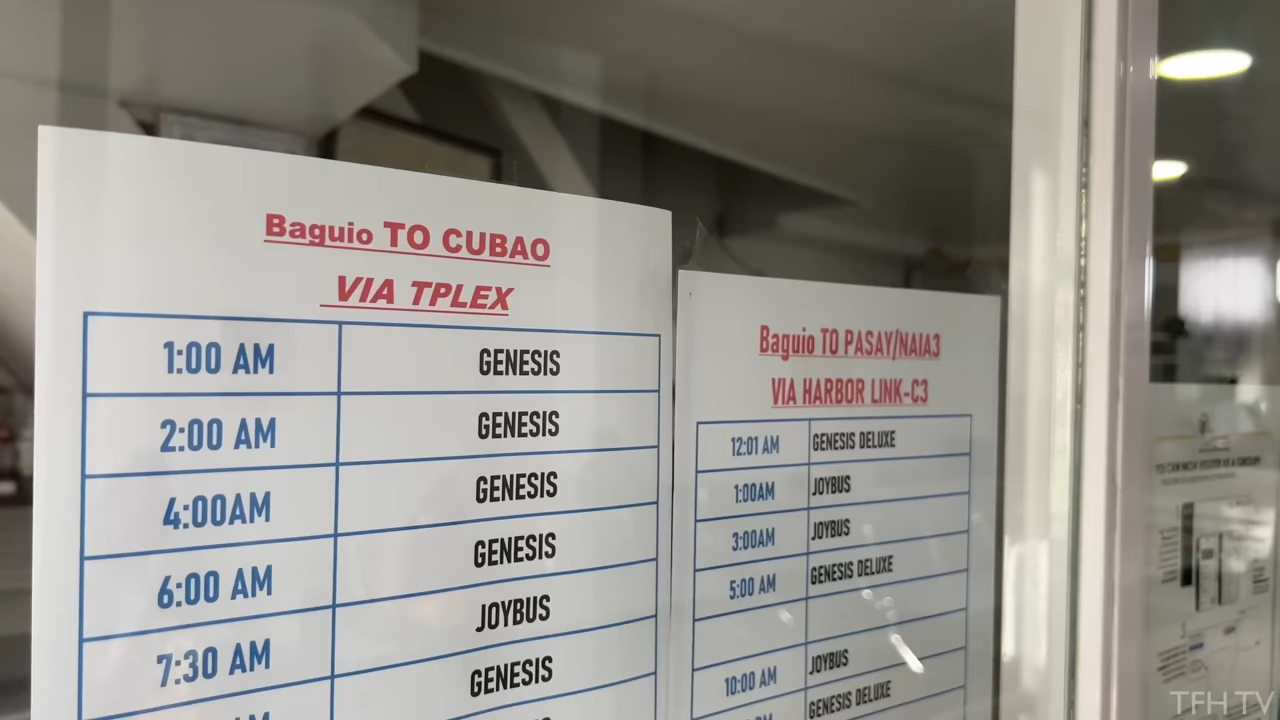 Baguio TO CUBAO
VIA TPLEX
1:00 AM GENESIS
2:00 AM GENESIS
4:00AM GENESIS
6:00 AM GENESIS
7:30 AM JOYBUS
AM GENESIS
Baguio TO PASAY/NAIA3
VIA HARBOR LINK-C3
12:01 AM GENESIS DELUXE
1:00AM JOYBUS
3:00AM JOYBUS
5:00 AM GENESIS DELUXE
10:00 AM JOYBUS
GENESIS DELUXE
TFH TV